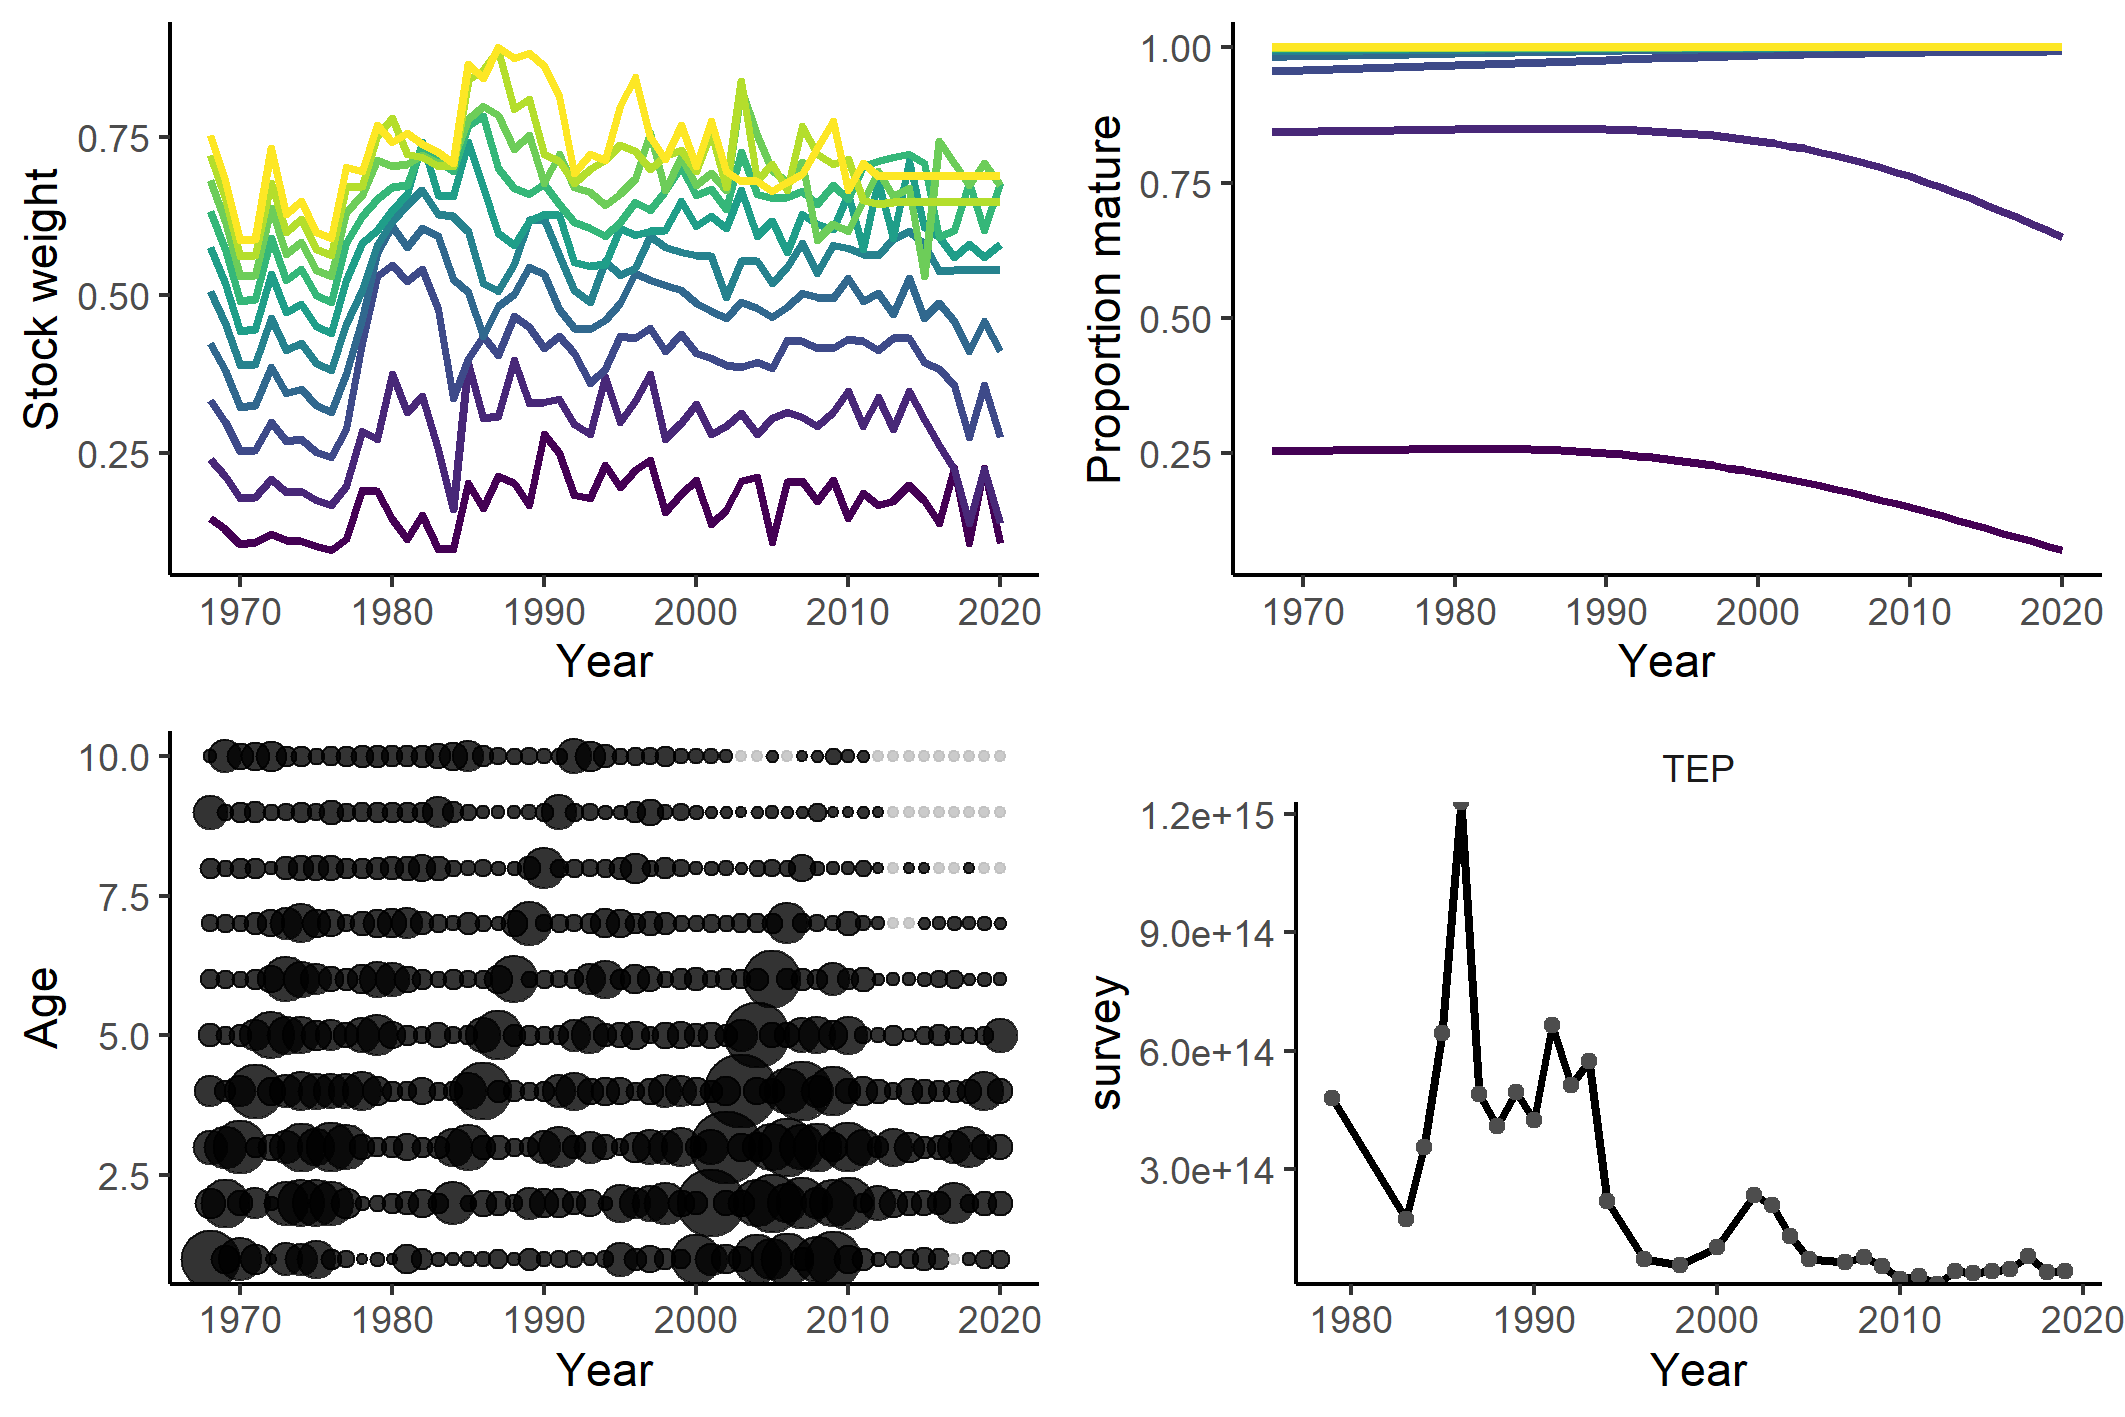 Stock weight
0.75
0.50
0.25
1970 1980 1990 2000 2010 2020
Year
Proportion mature
1.00
0.75
0.50
0.25
1970 1980 1990 2000 2010 2020
Year
Age
10.0
7.5
5.0
2.5
1970 1980 1990 2000 2010 2020
Year
TEP
survey
1.2e+15
9.0e+14
6.0e+14
3.0e+14
1980 1990 2000 2010 2020
Year